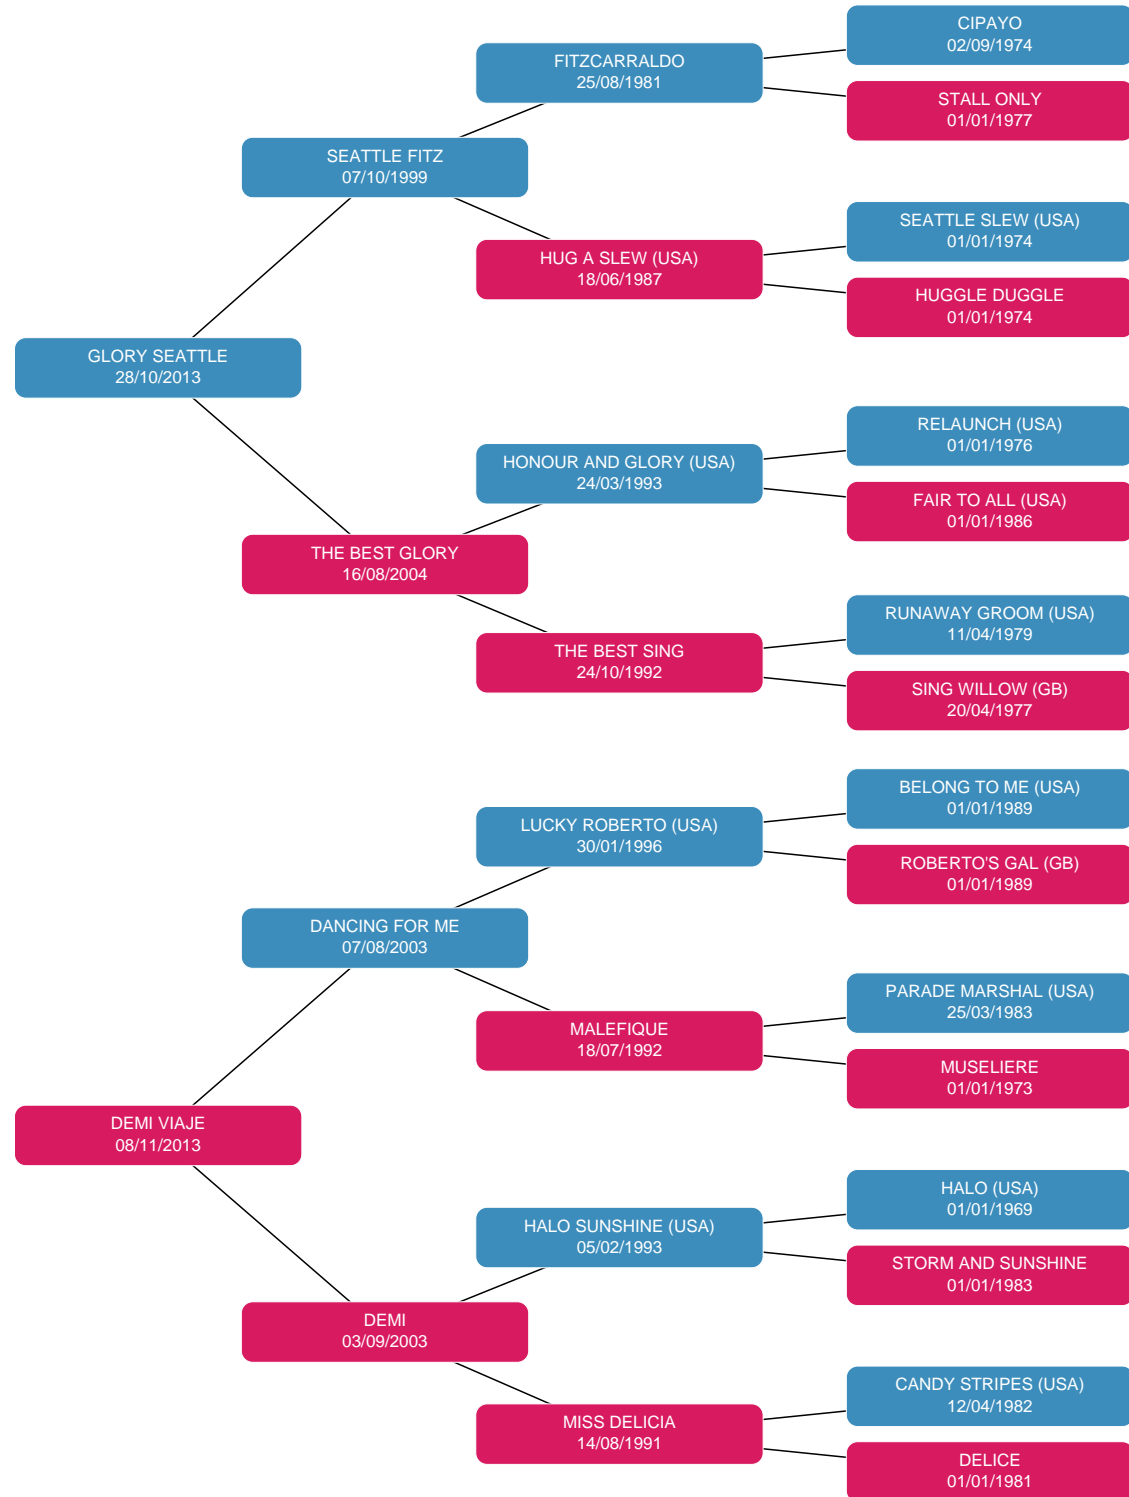 CIPAYO
02/09/1974
FITZCARRALDO
25/08/1981
STALL ONLY
01/01/1977
SEATTLE FITZ
07/10/1999
SEATTLE SLEW (USA)
01/01/1974
HUG A SLEW (USA)
18/06/1987
HUGGLE DUGGLE
01/01/1974
GLORY SEATTLE
28/10/2013
RELAUNCH (USA)
01/01/1976
HONOUR AND GLORY (USA)
24/03/1993
FAIR TO ALL (USA)
01/01/1986
THE BEST GLORY
16/08/2004
RUNAWAY GROOM (USA)
11/04/1979
THE BEST SING
24/10/1992
SING WILLOW (GB)
20/04/1977
BELONG TO ME (USA)
01/01/1989
LUCKY ROBERTO (USA)
30/01/1996
ROBERTO'S GAL (GB)
01/01/1989
DANCING FOR ME
07/08/2003
PARADE MARSHAL (USA)
25/03/1983
MALEFIQUE
18/07/1992
MUSELIERE
01/01/1973
DEMI VIAJE
08/11/2013
HALO (USA)
01/01/1969
HALO SUNSHINE (USA)
05/02/1993
STORM AND SUNSHINE
01/01/1983
DEMI
03/09/2003
CANDY STRIPES (USA)
12/04/1982
MISS DELICIA
14/08/1991
DELICE
01/01/1981